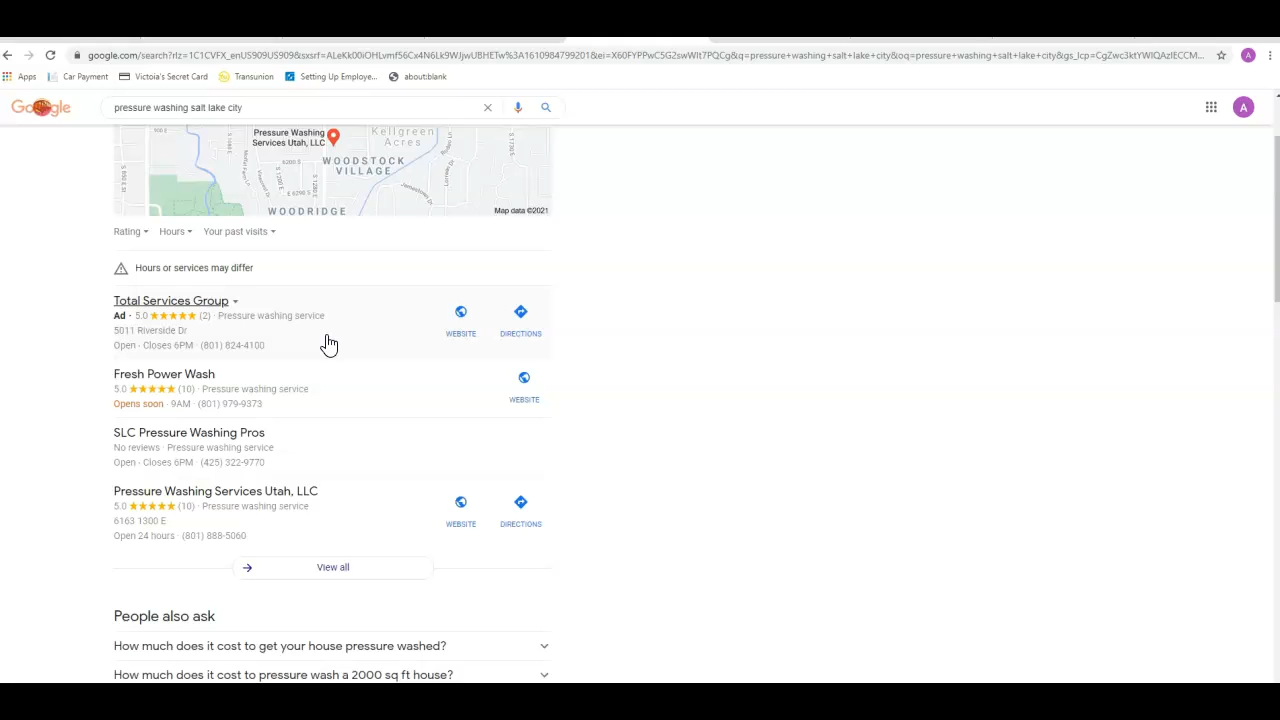 google.com/search?rlz=1C1CVFX_enUS909US909&sxsrf=ALeKk00iOHLvmf56Cx4N6Lk9WJjwUBHETw%3A1610984799201&ei=X60FYPPwC5G2swWlt7PQCg&q=pressure+washing+salt+lake+city&oq=pressure+washing+salt+lake+city&gs_lcp=CgZwc3ktYWIQAzIECCM...
A
Apps
Car Payment
Victoia's Secret Card
Transunion
Setting Up Employe...
about:blank
Google
pressure washing salt lake city
A
Pressure Washing
Services Utah, LLC
Kellgreen
Acres
6200 S
WOODSTOCK
VILLAGE
E 6290 S
WOODRIDGE
Map data ©2021
Rating
Hours
Your past visits
Hours or services may differ
Total Services Group
Ad · 5.0 (2) · Pressure washing service
5011 Riverside Dr
Open · Closes 6PM · (801) 824-4100
WEBSITE
DIRECTIONS
Fresh Power Wash
5.0 (10) · Pressure washing service
Opens soon · 9AM · (801) 979-9373
WEBSITE
SLC Pressure Washing Pros
No reviews · Pressure washing service
Open · Closes 6PM · (425) 322-9770
Pressure Washing Services Utah, LLC
5.0 (10) · Pressure washing service
6163 1300 E
Open 24 hours · (801) 888-5060
WEBSITE
DIRECTIONS
View all
People also ask
How much does it cost to get your house pressure washed?
How much does it cost to pressure wash a 2000 sq ft house?